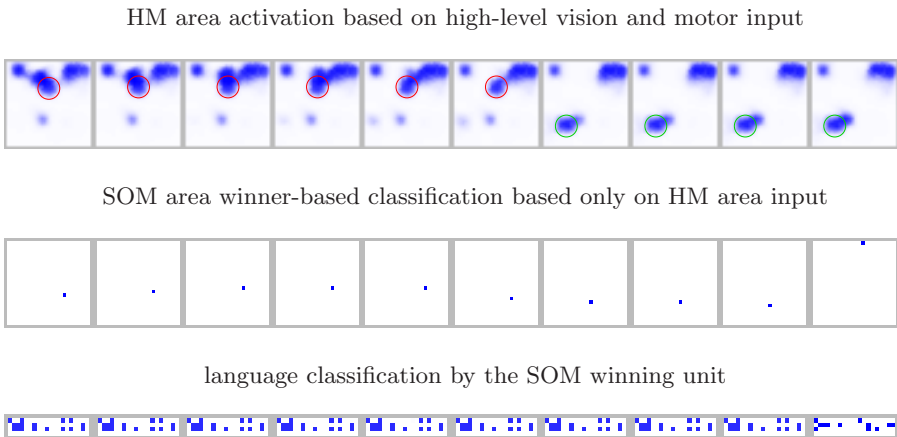 HM area activation based on high-level vision and motor input
SOM area winner-based classification based only on HM area input
language classification by the SOM winning unit